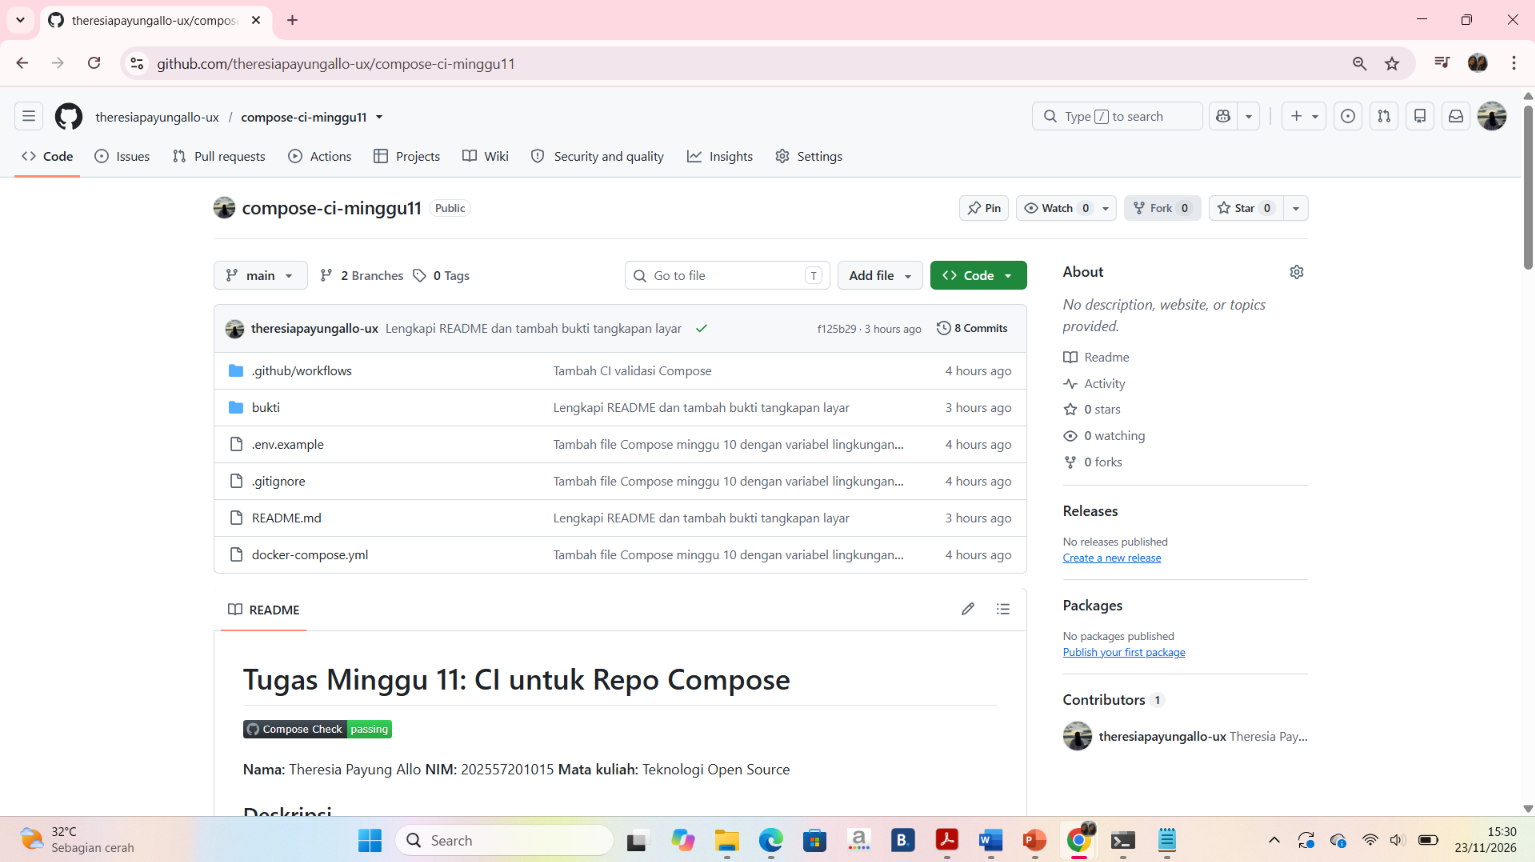 theresiapayungallo-ux/compose
github.com/theresiapayungallo-ux/compose-ci-minggu11
theresiapayungallo-ux / compose-ci-minggu11
Type / to search
Code Issues Pull requests Actions Projects Wiki Security and quality Insights Settings
compose-ci-minggu11 Public
Pin Watch 0 Fork 0 Star 0
main 2 Branches 0 Tags Go to file T Add file Code
theresiapayungallo-ux Lengkapi README dan tambah bukti tangkapan layar f125b29 · 3 hours ago 8 Commits
.github/workflows Tambah CI validasi Compose 4 hours ago
bukti Lengkapi README dan tambah bukti tangkapan layar 3 hours ago
.env.example Tambah file Compose minggu 10 dengan variabel lingkungan... 4 hours ago
.gitignore Tambah file Compose minggu 10 dengan variabel lingkungan... 4 hours ago
README.md Lengkapi README dan tambah bukti tangkapan layar 3 hours ago
docker-compose.yml Tambah file Compose minggu 10 dengan variabel lingkungan... 4 hours ago
README
Tugas Minggu 11: CI untuk Repo Compose
Compose Check passing
Nama: Theresia Payung Allo NIM: 202557201015 Mata kuliah: Teknologi Open Source
Deskripsi
About
No description, website, or topics
provided.
Readme
Activity
0 stars
0 watching
0 forks
Releases
No releases published
Create a new release
Packages
No packages published
Publish your first package
Contributors 1
theresiapayungallo-ux Theresia Pay...
32°C
Sebagian cerah
Search
15:30
23/11/2026